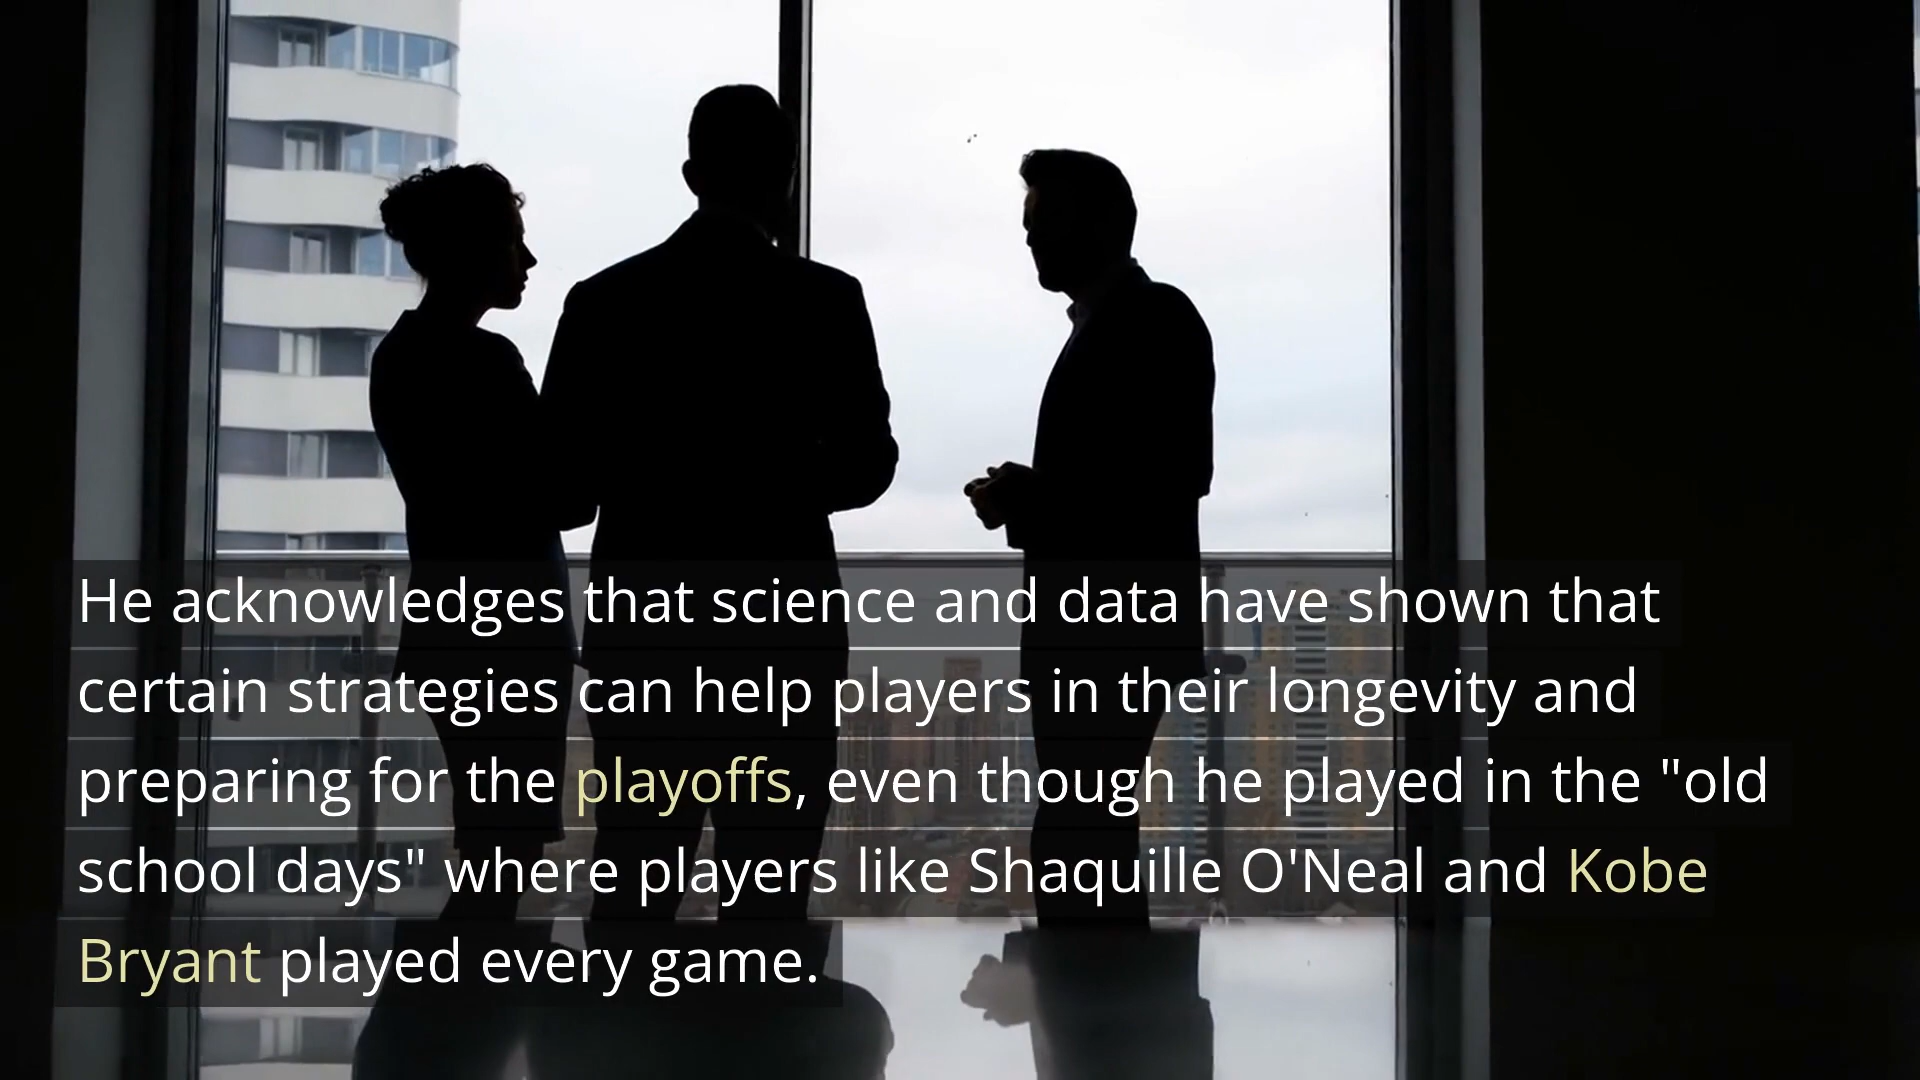 He acknowledges that science and data have shown that
certain strategies can help players in their longevity and
preparing for the playoffs, even though he played in the "old
school days" where players like Shaquille O'Neal and Kobe
Bryant played every game.